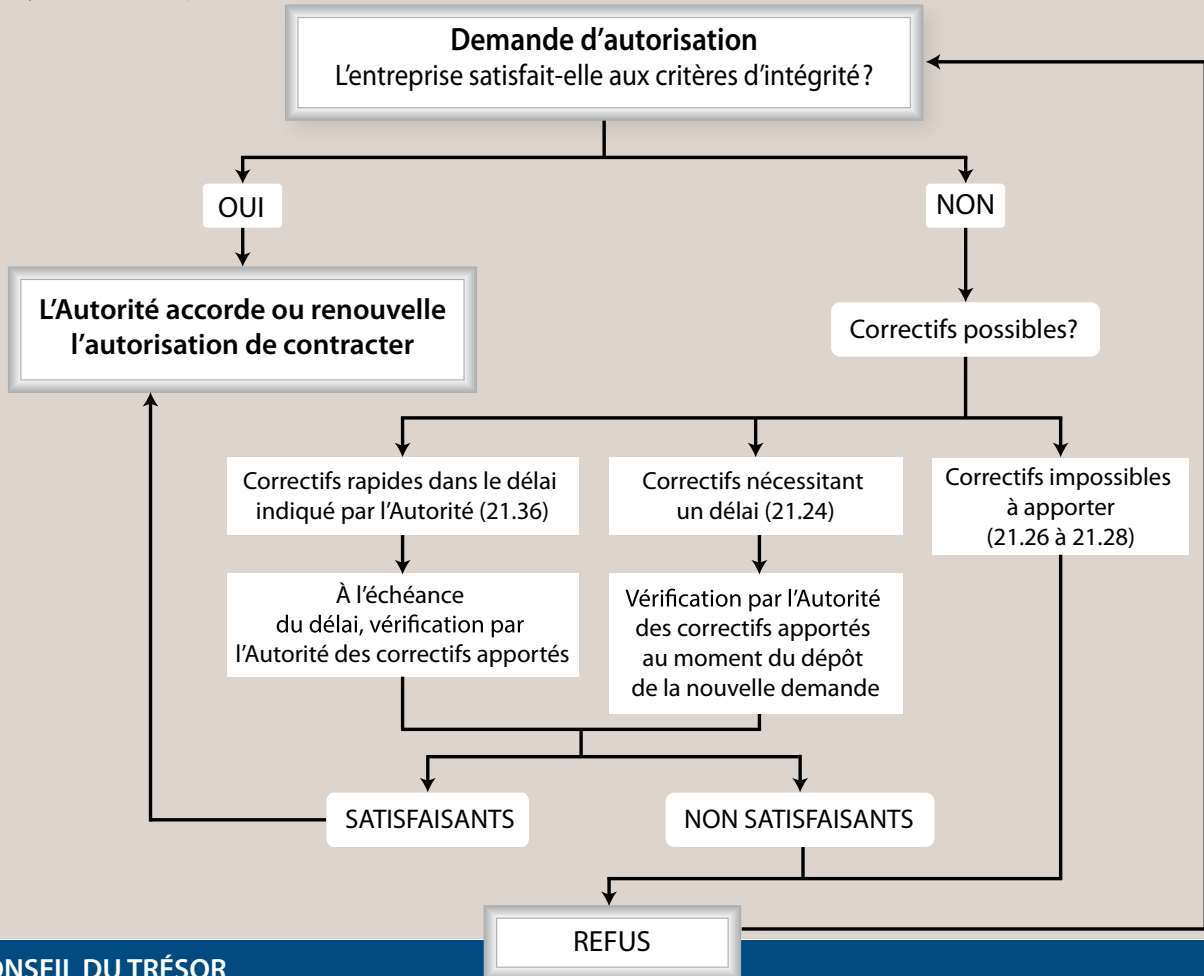 Demande d'autorisation
L'entreprise satisfait-elle aux critères d'intégrité ?
OUI
NON
L'Autorité accorde ou renouvelle
l'autorisation de contracter
Correctifs possibles?
Correctifs rapides dans le délai
indiqué par l'Autorité (21.36)
Correctifs nécessitant
un délai (21.24)
Correctifs impossibles
à apporter
(21.26 à 21.28)
À l'échéance
du délai, vérification par
l'Autorité des correctifs apportés
Vérification par l'Autorité
des correctifs apportés
au moment du dépôt
de la nouvelle demande
SATISFAISANTS
NON SATISFAISANTS
REFUS
ONSEIL DU TRÉSOR